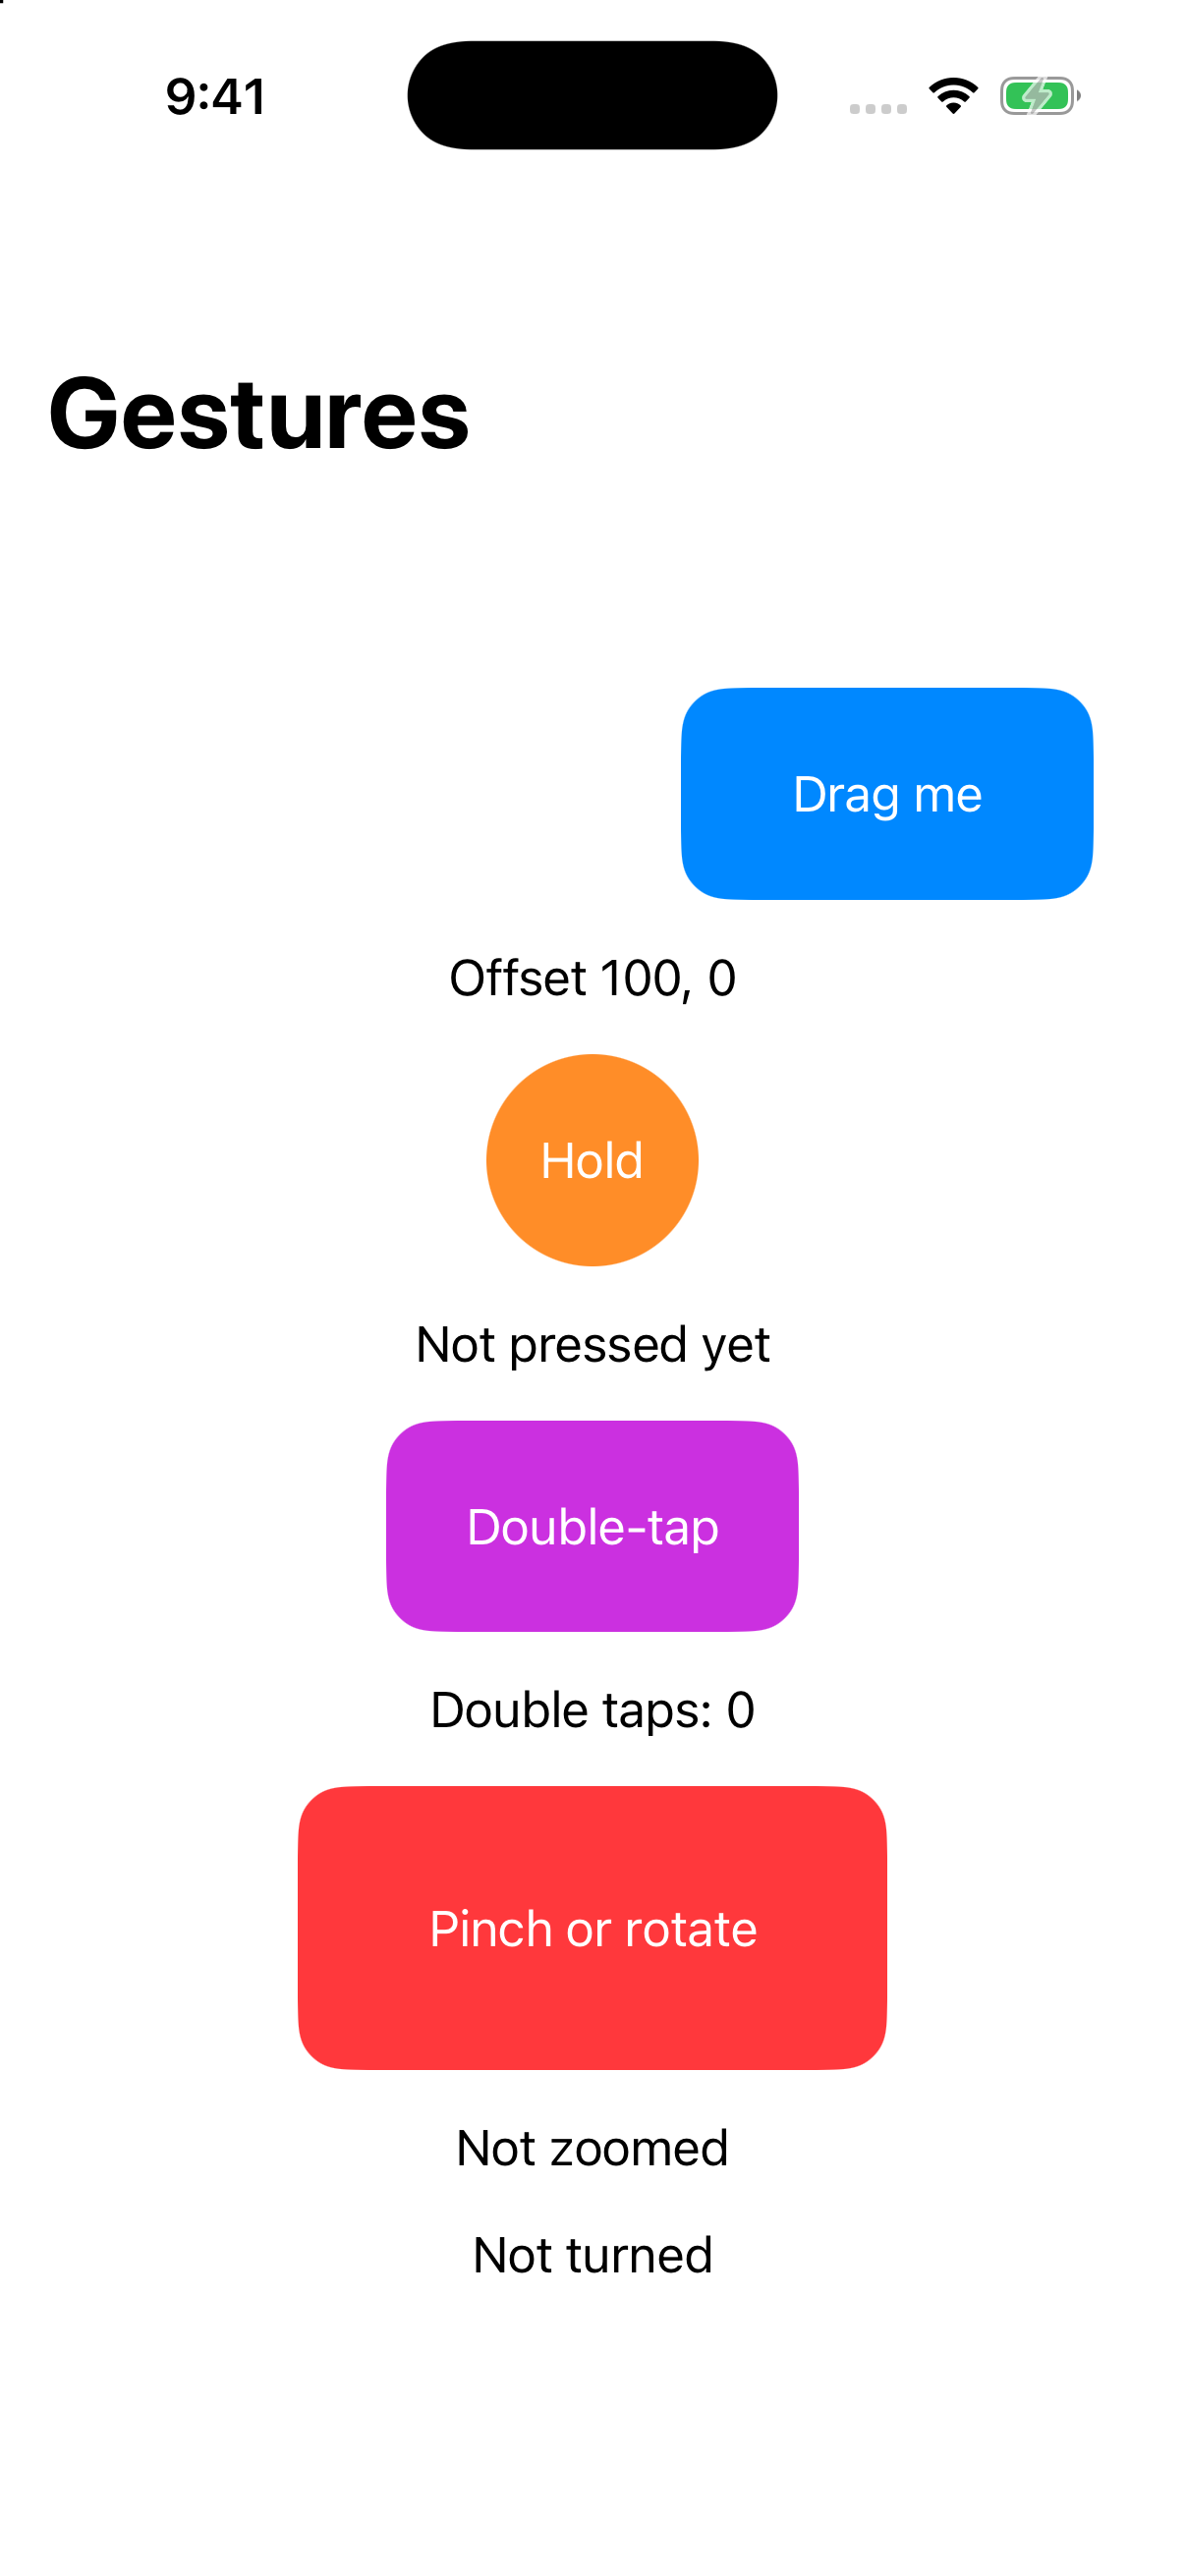 9:41
Gestures
Drag me
Offset 100, 0
Hold
Not pressed yet
Double-tap
Double taps: 0
Pinch or rotate
Not zoomed
Not turned